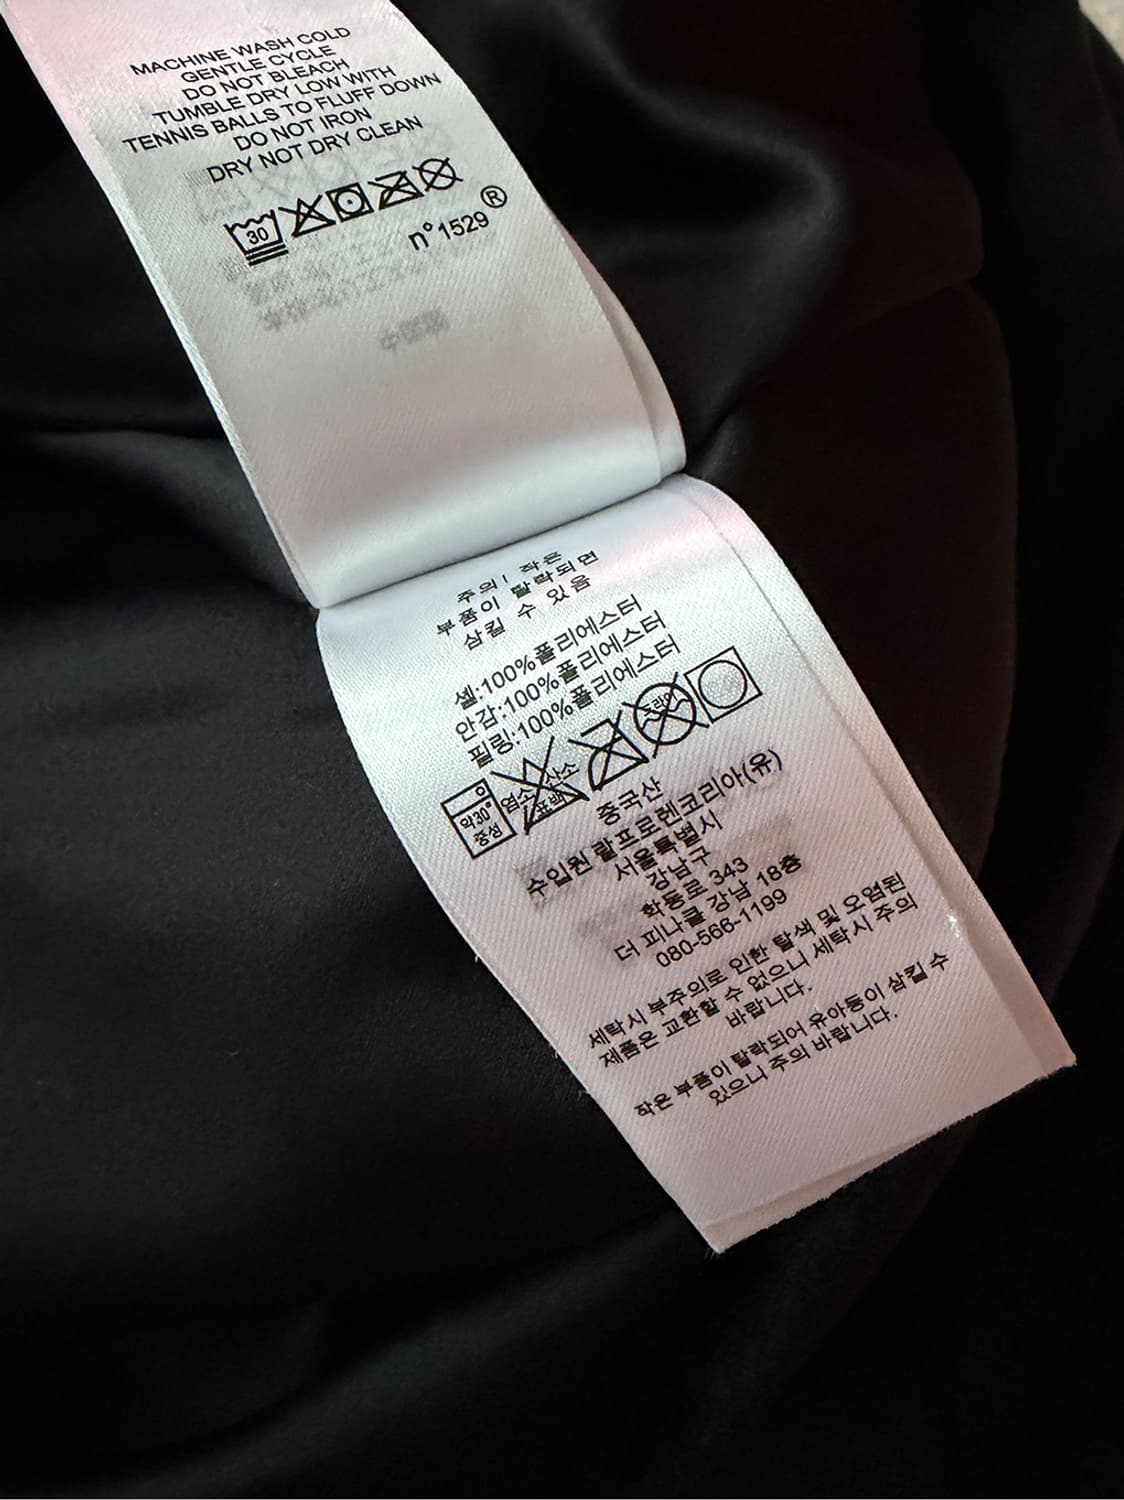 MACHINE WASH COLD
GENTLE CYCLE
DO NOT BLEACH
TUMBLE DRY LOW WITH
TENNIS BALLS TO FLUFF DOWN
DO NOT IRON
DRY NOT DRY CLEAN
30
n°1529 ®
주의! 작은
부품이 탈락되면
삼킬 수 있음
셀:100%폴리에스터
안감:100%폴리에스터
필링:100%폴리에스터
약30° 중성
염소 산소 표백
드라이
중국산
수입원 랄프로렌코리아(유)
서울특별시
강남구
학동로 343
더 피나클 강남 18층
080-566-1199
세탁시 부주의로 인한 탈색 및 오염된
제품은 교환할 수 없으니 세탁시 주의
바랍니다.
작은 부품이 탈락되어 유아동이 삼킬 수
있으니 주의 바랍니다.